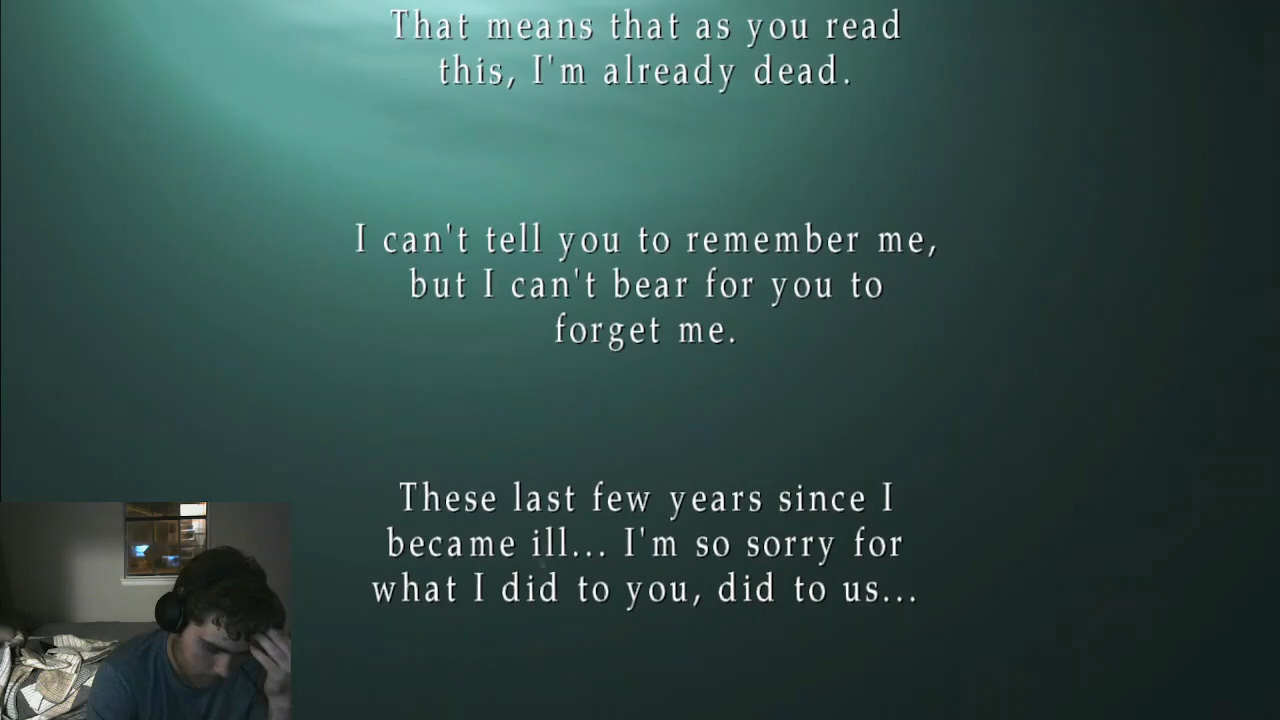 That means that as you read
this, I'm already dead.
I can't tell you to remember me,
but I can't bear for you to
forget me.
These last few years since I
became ill... I'm so sorry for
what I did to you, did to us...